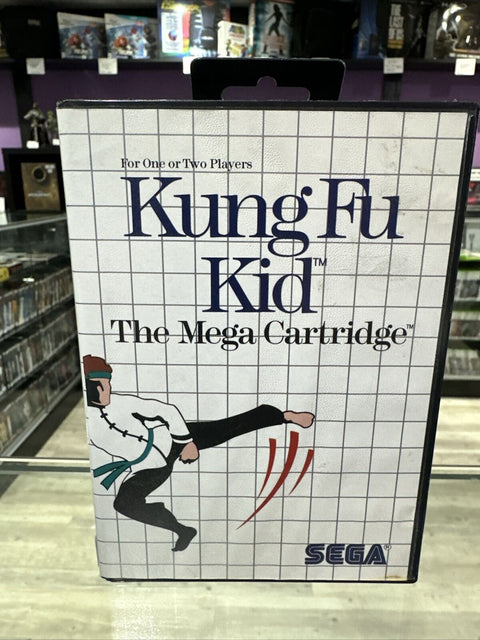 For One or Two Players
Kung Fu
Kid™
The Mega Cartridge™
SEGA®